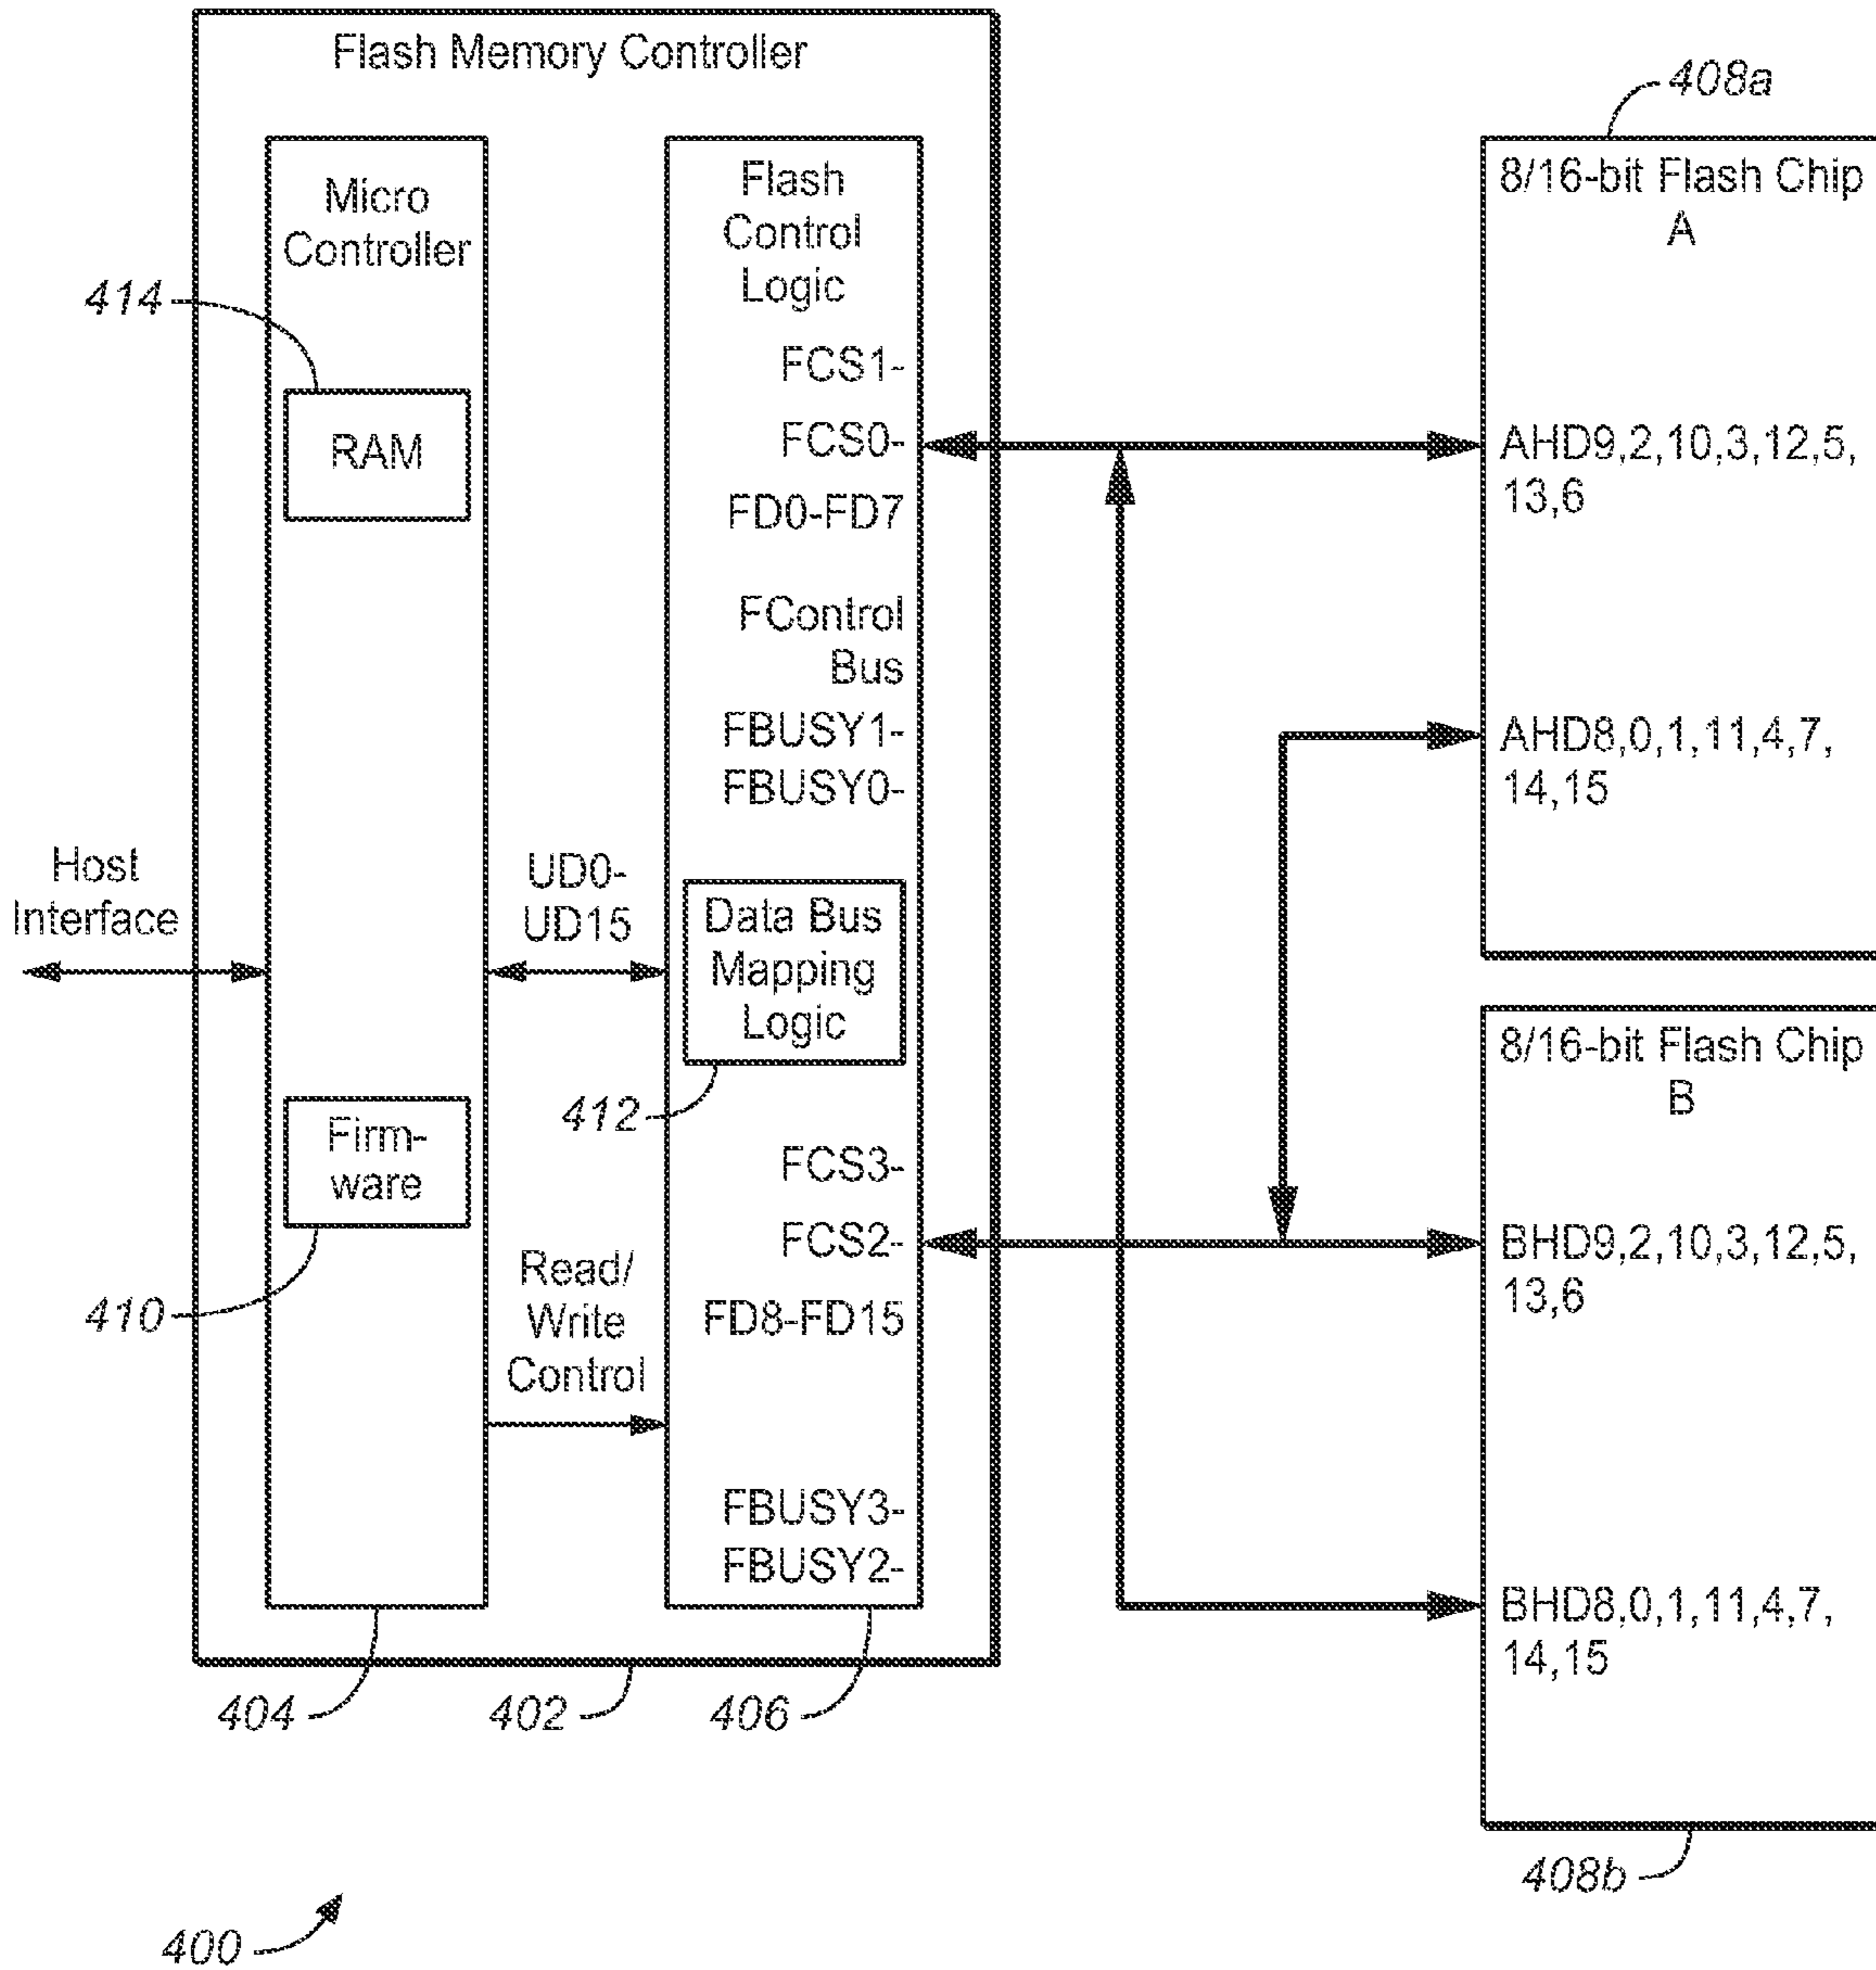 Flash Memory Controller
408a
Micro
Controller
414
RAM
Firm-
ware
410
Host
Interface
UD0-
UD15
Read/
Write
Control
Flash
Control
Logic
FCS1-
FCS0-
FD0-FD7
FControl
Bus
FBUSY1-
FBUSY0-
Data Bus
Mapping
Logic
412
FCS3-
FCS2-
FD8-FD15
FBUSY3-
FBUSY2-
8/16-bit Flash Chip
A
AHD9,2,10,3,12,5,
13,6
AHD8,0,1,11,4,7,
14,15
8/16-bit Flash Chip
B
BHD9,2,10,3,12,5,
13,6
BHD8,0,1,11,4,7,
14,15
404
402
406
408b
400